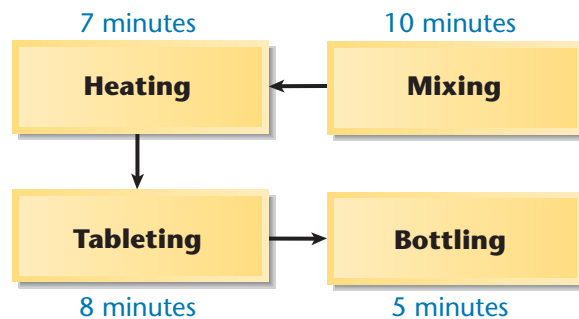 7 minutes
10 minutes
Heating
Mixing
Tableting
Bottling
8 minutes
5 minutes